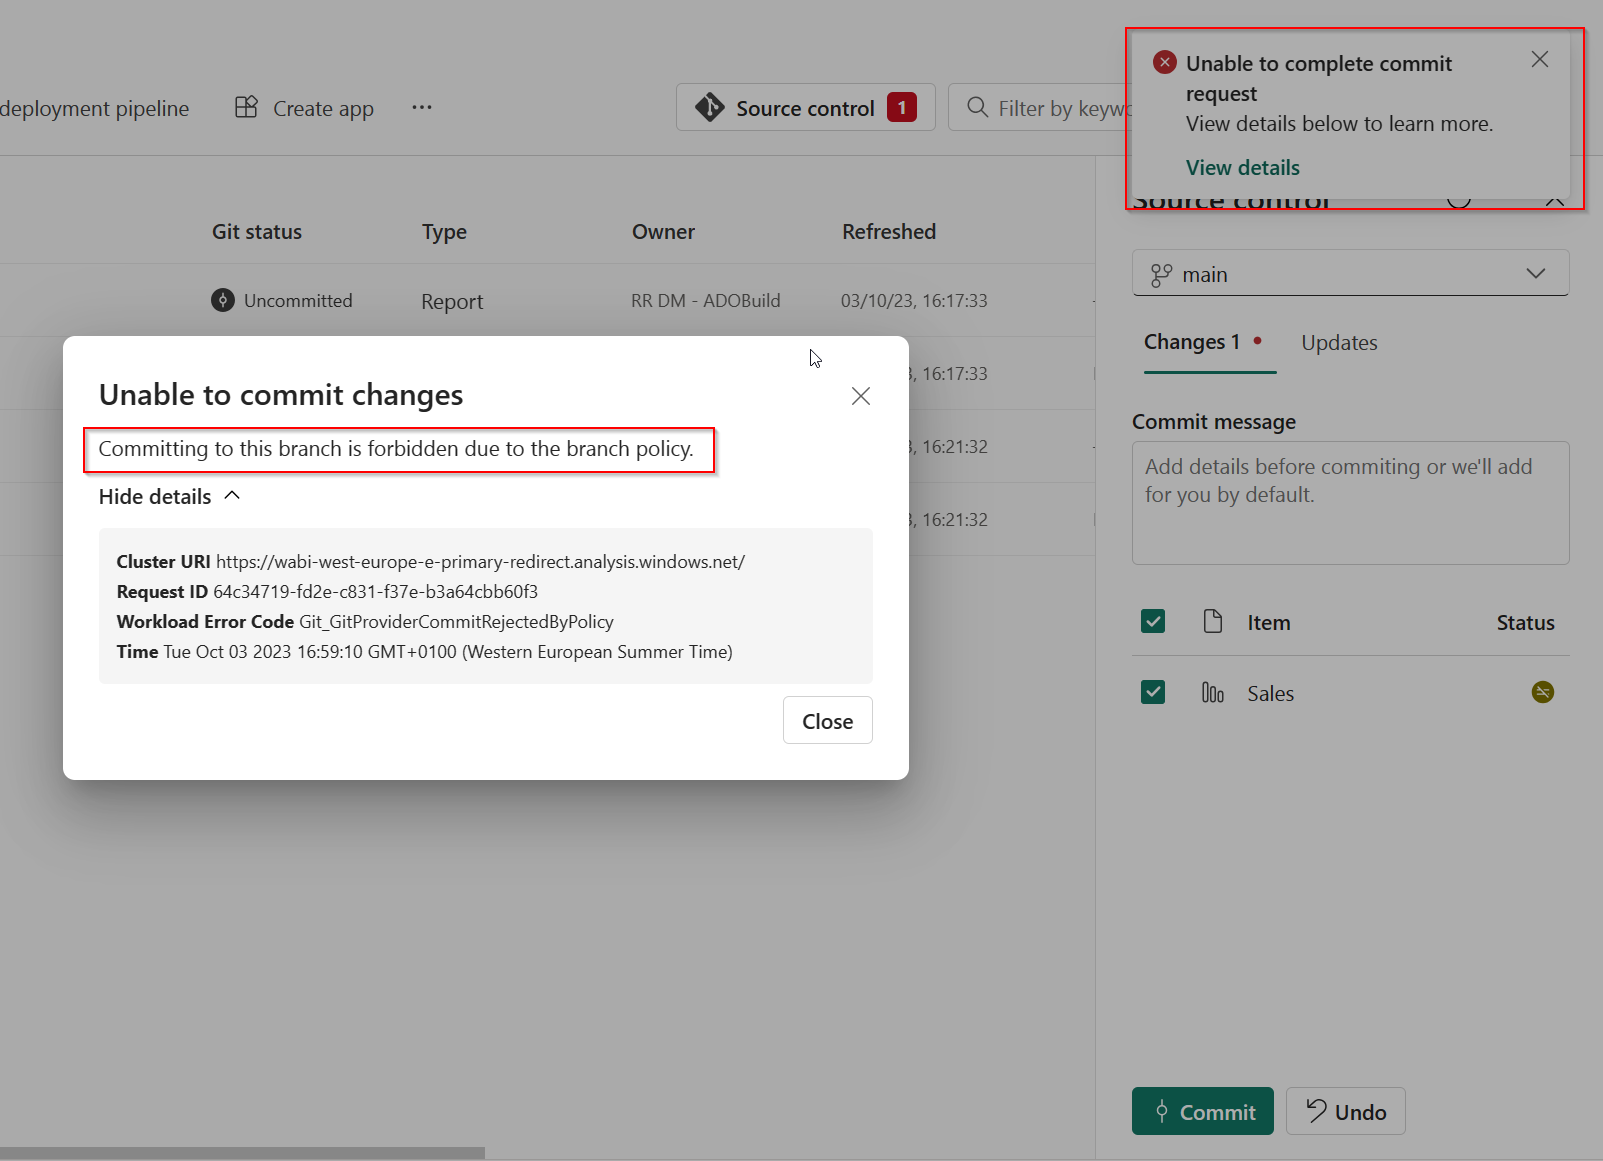 deployment pipeline
Create app
...
Source control 1
Filter by keyw
Unable to complete commit
request
View details below to learn more.
View details
Source control
Git status Type Owner Refreshed
Uncommitted Report RR DM - ADOBuild 03/10/23, 16:17:33
3, 16:17:33
3, 16:21:32
3, 16:21:32
Unable to commit changes
Committing to this branch is forbidden due to the branch policy.
Hide details
Cluster URI https://wabi-west-europe-e-primary-redirect.analysis.windows.net/
Request ID 64c34719-fd2e-c831-f37e-b3a64cbb60f3
Workload Error Code Git_GitProviderCommitRejectedByPolicy
Time Tue Oct 03 2023 16:59:10 GMT+0100 (Western European Summer Time)
Close
main
Changes 1
Updates
Commit message
Add details before commiting or we'll add
for you by default.
Item Status
Sales
Commit
Undo